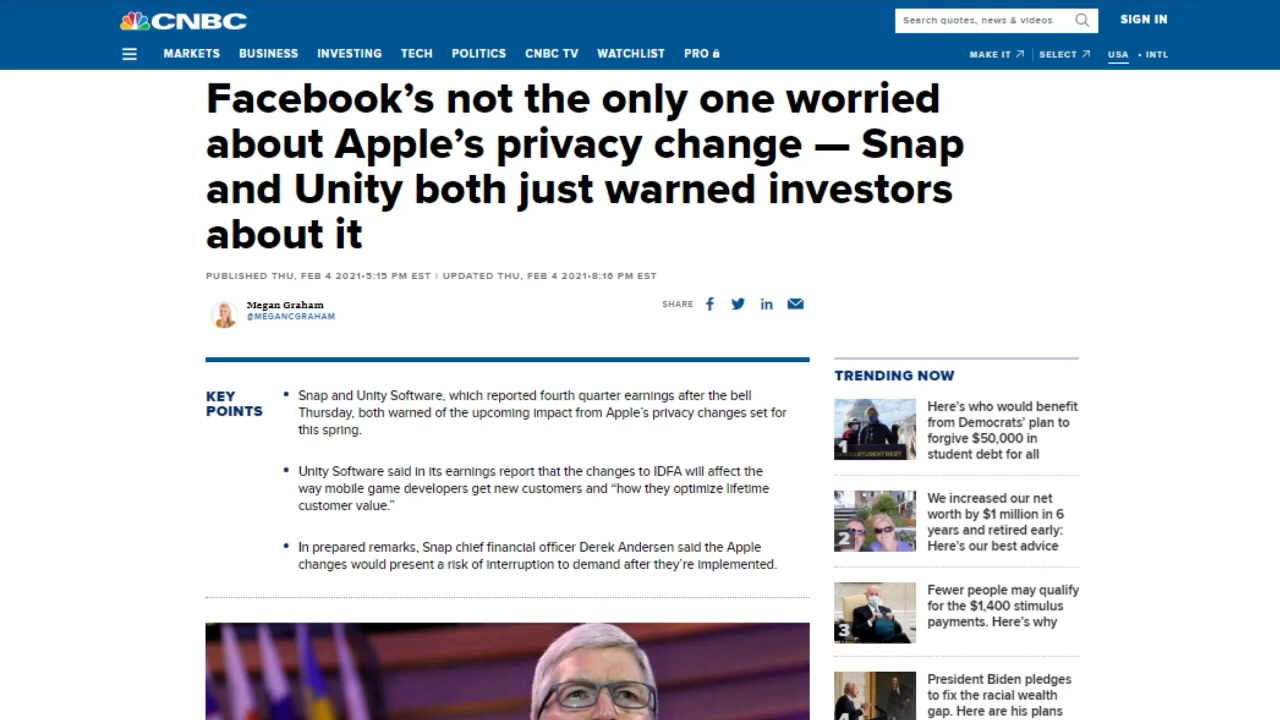 CNBC
Search quotes, news & videos
SIGN IN
MARKETS BUSINESS INVESTING TECH POLITICS CNBC TV WATCHLIST PRO
MAKE IT SELECT USA • INTL
Facebook’s not the only one worried
about Apple’s privacy change — Snap
and Unity both just warned investors
about it
PUBLISHED THU, FEB 4 2021•5:15 PM EST | UPDATED THU, FEB 4 2021•8:16 PM EST
Megan Graham
@MEGANCGRAHAM
SHARE
KEY
POINTS
• Snap and Unity Software, which reported fourth quarter earnings after the bell
Thursday, both warned of the upcoming impact from Apple’s privacy changes set for
this spring.
• Unity Software said in its earnings report that the changes to IDFA will affect the
way mobile game developers get new customers and “how they optimize lifetime
customer value.”
• In prepared remarks, Snap chief financial officer Derek Andersen said the Apple
changes would present a risk of interruption to demand after they’re implemented.
TRENDING NOW
1
Here’s who would benefit
from Democrats’ plan to
forgive $50,000 in
student debt for all
2
We increased our net
worth by $1 million in 6
years and retired early:
Here’s our best advice
3
Fewer people may qualify
for the $1,400 stimulus
payments. Here’s why
President Biden pledges
to fix the racial wealth
gap. Here are his plans